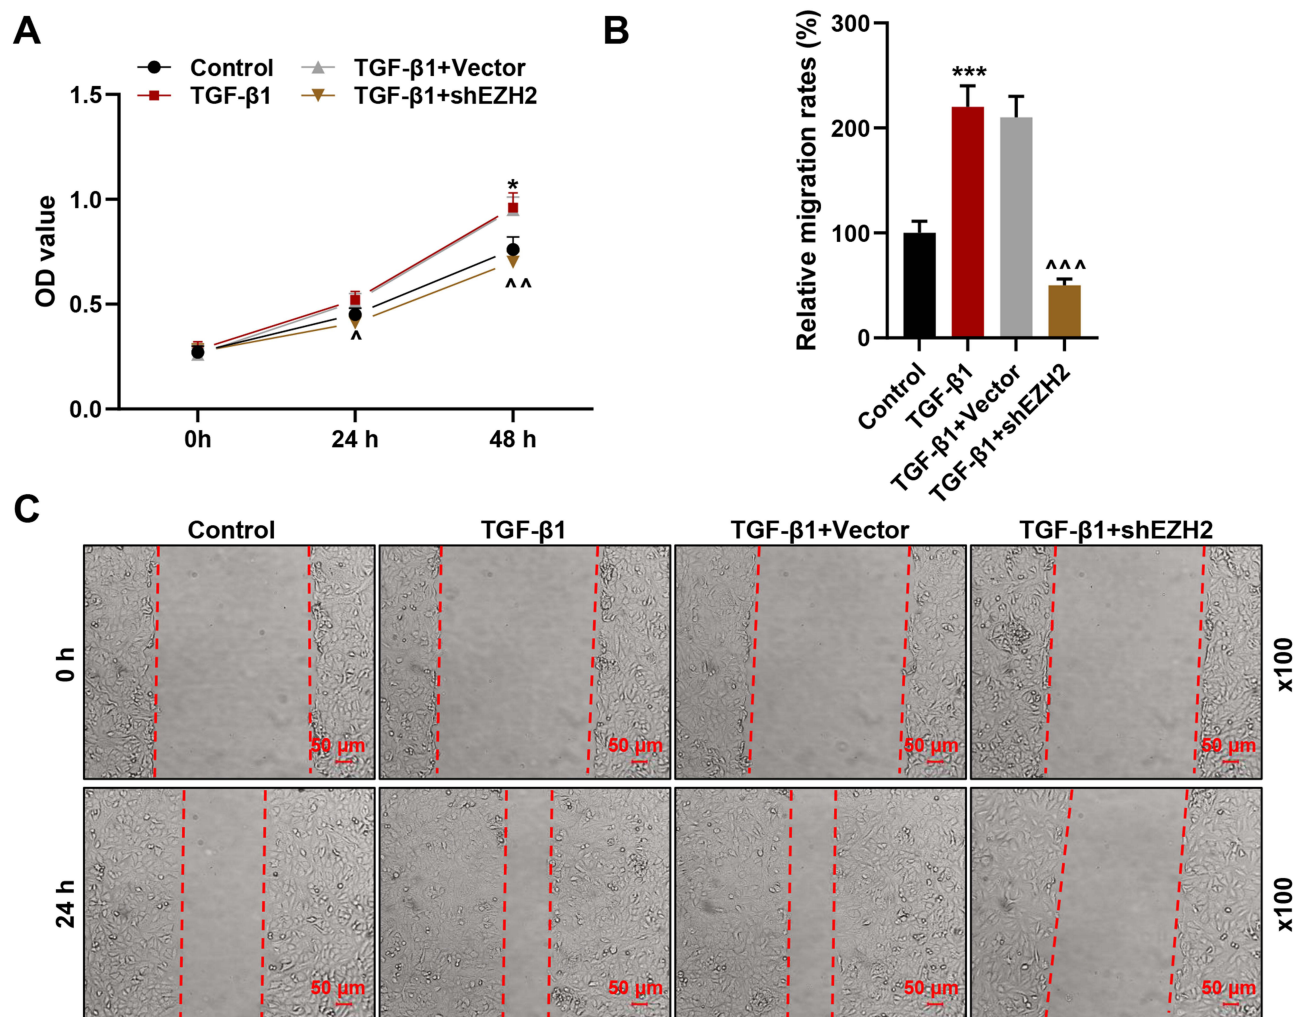 A
Control
TGF-β1+Vector
TGF-β1
TGF-β1+shEZH2
OD value
1.5
1.0
0.5
0.0
*
^^
^
0h
24 h
48 h
B
Relative migration rates (%)
300
200
100
0
***
^^^
Control
TGF-β1
TGF-β1+Vector
TGF-β1+shEZH2
C
Control
TGF-β1
TGF-β1+Vector
TGF-β1+shEZH2
0 h
50 μm
50 μm
50 μm
50 μm
x100
24 h
50 μm
50 μm
50 μm
50 μm
x100